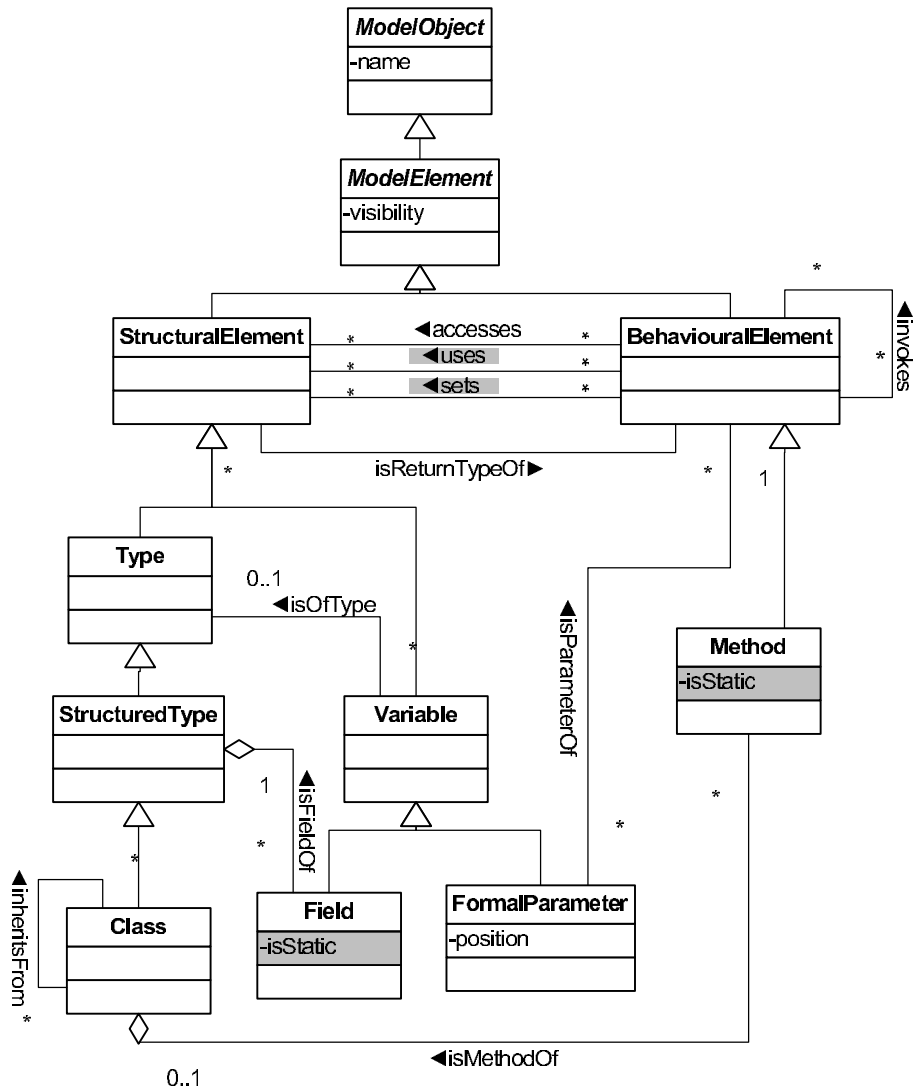 ModelObject
-name
ModelElement
-visibility
*
StructuralElement
◄accesses
BehaviouralElement
◄invokes
*
*
◄uses
*
*
*
◄sets
*
*
isReturnTypeOf►
*
*
1
Type
0..1
◄isOfType
◄isParameterOf
Method
-isStatic
*
StructuredType
Variable
1
◄isFieldOf
*
*
*
*
◄inheritsFrom
Class
Field
-isStatic
FormalParameter
-position
*
◄isMethodOf
0..1